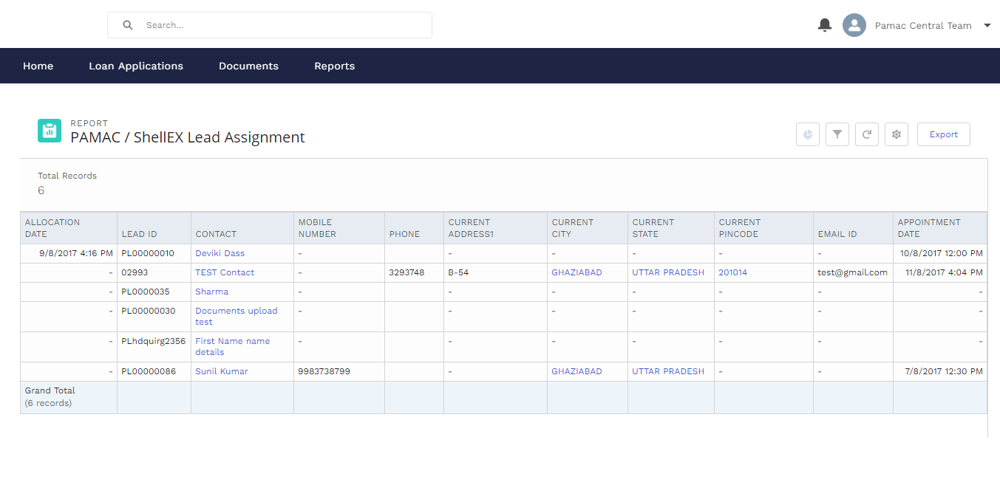 Search...
Pamac Central Team
Home Loan Applications Documents Reports
REPORT
PAMAC / ShellEX Lead Assignment
Export
Total Records
6
ALLOCATION DATE LEAD ID CONTACT MOBILE NUMBER PHONE CURRENT ADDRESS1 CURRENT CITY CURRENT STATE CURRENT PINCODE EMAIL ID APPOINTMENT DATE
9/8/2017 4:16 PM PL00000010 Deviki Dass - - - - - - 10/8/2017 12:00 PM
- 02993 TEST Contact - 3293748 B-54 GHAZIABAD UTTAR PRADESH 201014 test@gmail.com 11/8/2017 4:04 PM
- PL0000035 Sharma - - - - - - -
- PL00000030 Documents upload test - - - - - - -
- PLhdquirg2356 First Name name details - - - - - - -
- PL00000086 Sunil Kumar 9983738799 - GHAZIABAD UTTAR PRADESH - - 7/8/2017 12:30 PM
Grand Total
(6 records)